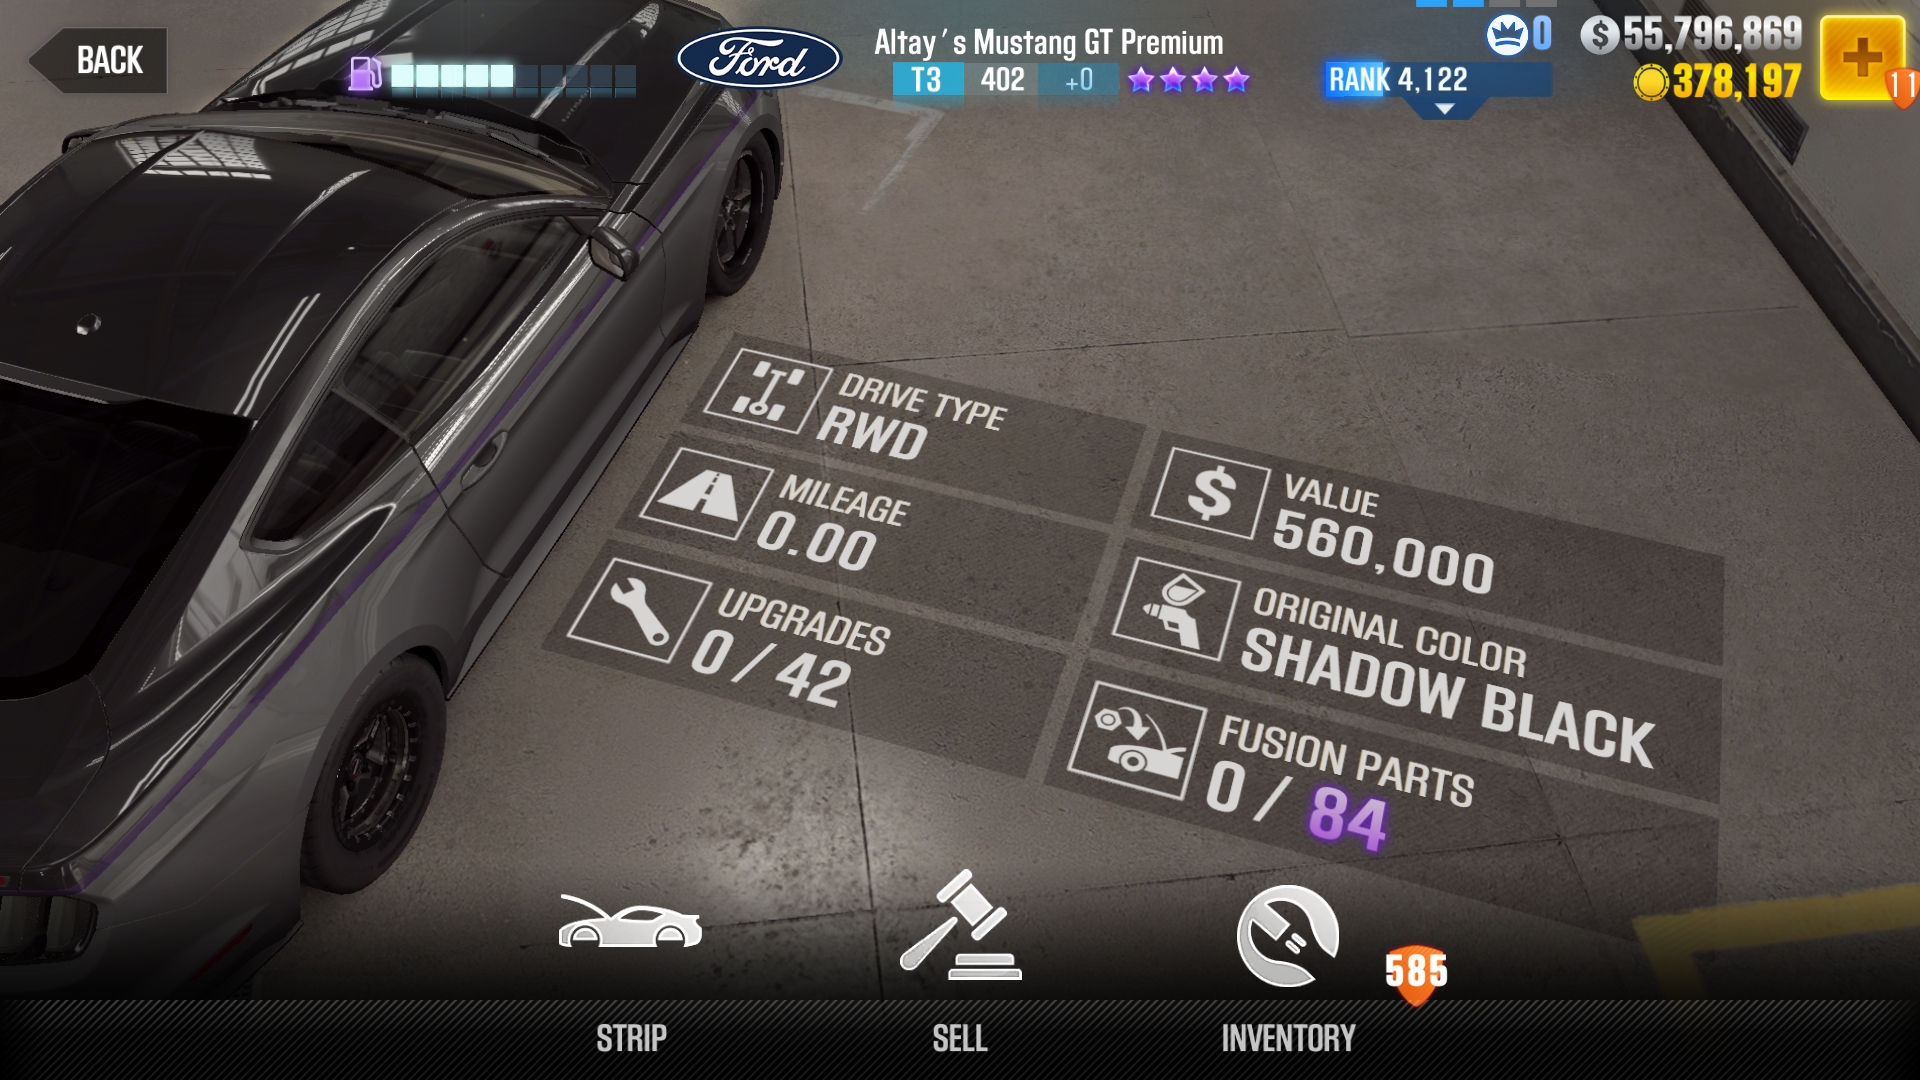 BACK
Ford
Altay's Mustang GT Premium
T3 402 +0
RANK 4,122
0
$ 55,796,869
378,197
11
DRIVE TYPE
RWD
MILEAGE
0.00
UPGRADES
0/42
$ VALUE
560,000
ORIGINAL COLOR
SHADOW BLACK
FUSION PARTS
0/84
STRIP
SELL
INVENTORY
585